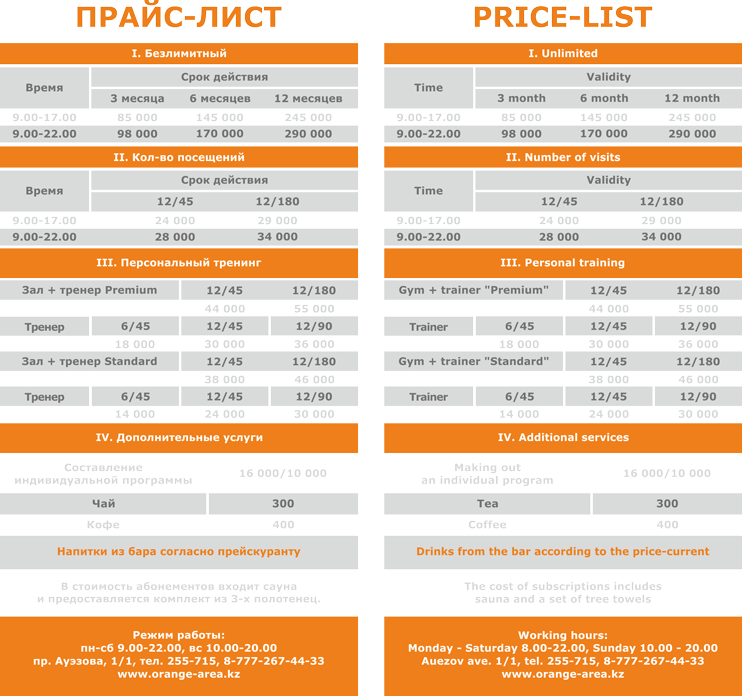 ПРАЙС-ЛИСТ
I. Безлимитный
Время
Срок действия
3 месяца 6 месяцев 12 месяцев
9.00-17.00 85 000 145 000 245 000
9.00-22.00 98 000 170 000 290 000
II. Кол-во посещений
Время
Срок действия
12/45 12/180
9.00-17.00 24 000 29 000
9.00-22.00 28 000 34 000
III. Персональный тренинг
Зал + тренер Premium 12/45 12/180
44 000 55 000
Тренер 6/45 12/45 12/90
18 000 30 000 36 000
Зал + тренер Standard 12/45 12/180
38 000 46 000
Тренер 6/45 12/45 12/90
14 000 24 000 30 000
IV. Дополнительные услуги
Составление
индивидуальной программы 16 000/10 000
Чай 300
Кофе 400
Напитки из бара согласно прейскуранту
В стоимость абонементов входит сауна
и предоставляется комплект из 3-х полотенец.
Режим работы:
пн-сб 9.00-22.00, вс 10.00-20.00
пр. Ауэзова, 1/1, тел. 255-715, 8-777-267-44-33
www.orange-area.kz
PRICE-LIST
I. Unlimited
Time
Validity
3 month 6 month 12 month
9.00-17.00 85 000 145 000 245 000
9.00-22.00 98 000 170 000 290 000
II. Number of visits
Time
Validity
12/45 12/180
9.00-17.00 24 000 29 000
9.00-22.00 28 000 34 000
III. Personal training
Gym + trainer "Premium" 12/45 12/180
44 000 55 000
Trainer 6/45 12/45 12/90
18 000 30 000 36 000
Gym + trainer "Standard" 12/45 12/180
38 000 46 000
Trainer 6/45 12/45 12/90
14 000 24 000 30 000
IV. Additional services
Making out
an individual program 16 000/10 000
Tea 300
Coffee 400
Drinks from the bar according to the price-current
The cost of subscriptions includes
sauna and a set of tree towels
Working hours:
Monday - Saturday 8.00-22.00, Sunday 10.00 - 20.00
Auezov ave. 1/1, tel. 255-715, 8-777-267-44-33
www.orange-area.kz